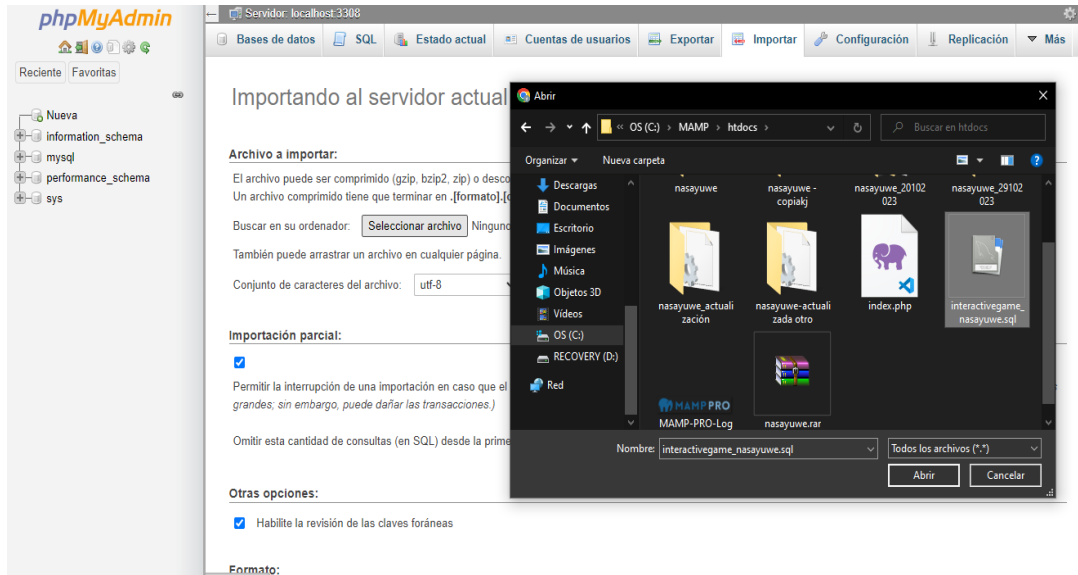 phpMyAdmin
Reciente Favoritas
Nueva
information_schema
mysql
performance_schema
sys
Servidor: localhost:3308
Bases de datos SQL Estado actual Cuentas de usuarios Exportar Importar Configuración Replicación Más
Importando al servidor actual
Archivo a importar:
El archivo puede ser comprimido (gzip, bzip2, zip) o desco
Un archivo comprimido tiene que terminar en .[formato].[
Buscar en su ordenador: Seleccionar archivo Ninguno
También puede arrastrar un archivo en cualquier página.
Conjunto de caracteres del archivo: utf-8
Importación parcial:
Permitir la interrupción de una importación en caso que el
grandes; sin embargo, puede dañar las transacciones.)
Omitir esta cantidad de consultas (en SQL) desde la prime
Otras opciones:
Habilite la revisión de las claves foráneas
Formato:
Abrir
« OS (C:) › MAMP › htdocs ›
Buscar en htdocs
Organizar Nueva carpeta
Descargas
Documentos
Escritorio
Imágenes
Música
Objetos 3D
Vídeos
OS (C:)
RECOVERY (D:)
Red
nasayuwe
nasayuwe -
copiakj
nasayuwe_20102
023
nasayuwe_29102
023
nasayuwe_actuali
zación
nasayuwe-actuali
zada otro
index.php
interactivegame_
nasayuwe.sql
MAMP PRO
MAMP-PRO-Log
nasayuwe.rar
Nombre: interactivegame_nasayuwe.sql
Todos los archivos (*.*)
Abrir Cancelar